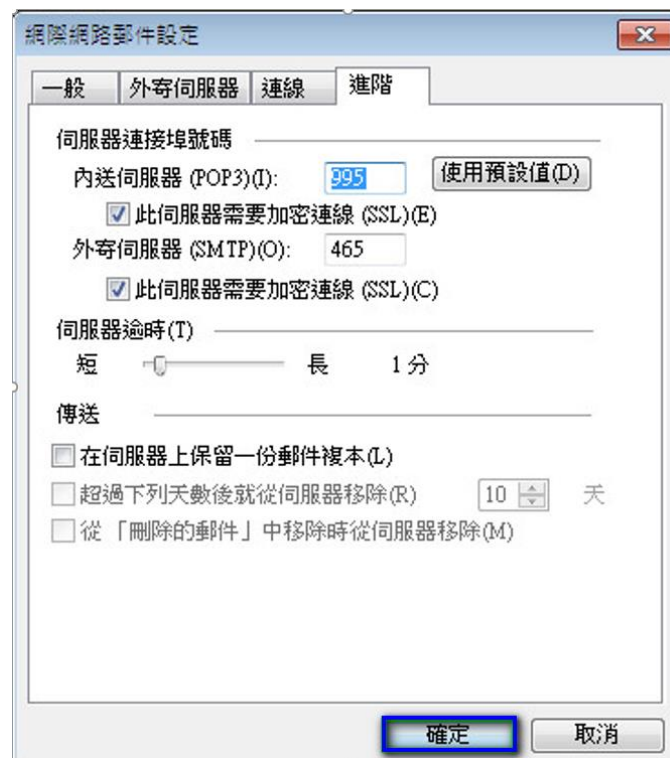 網際網路郵件設定
一般 外寄伺服器 連線 進階
伺服器連接埠號碼
內送伺服器 (POP3)(I): 995 使用預設值(D)
此伺服器需要加密連線 (SSL)(E)
外寄伺服器 (SMTP)(O): 465
此伺服器需要加密連線 (SSL)(C)
伺服器逾時(T)
短 長 1 分
傳送
在伺服器上保留一份郵件複本(L)
超過下列天數後就從伺服器移除(R) 10 天
從「刪除的郵件」中移除時從伺服器移除(M)
確定 取消